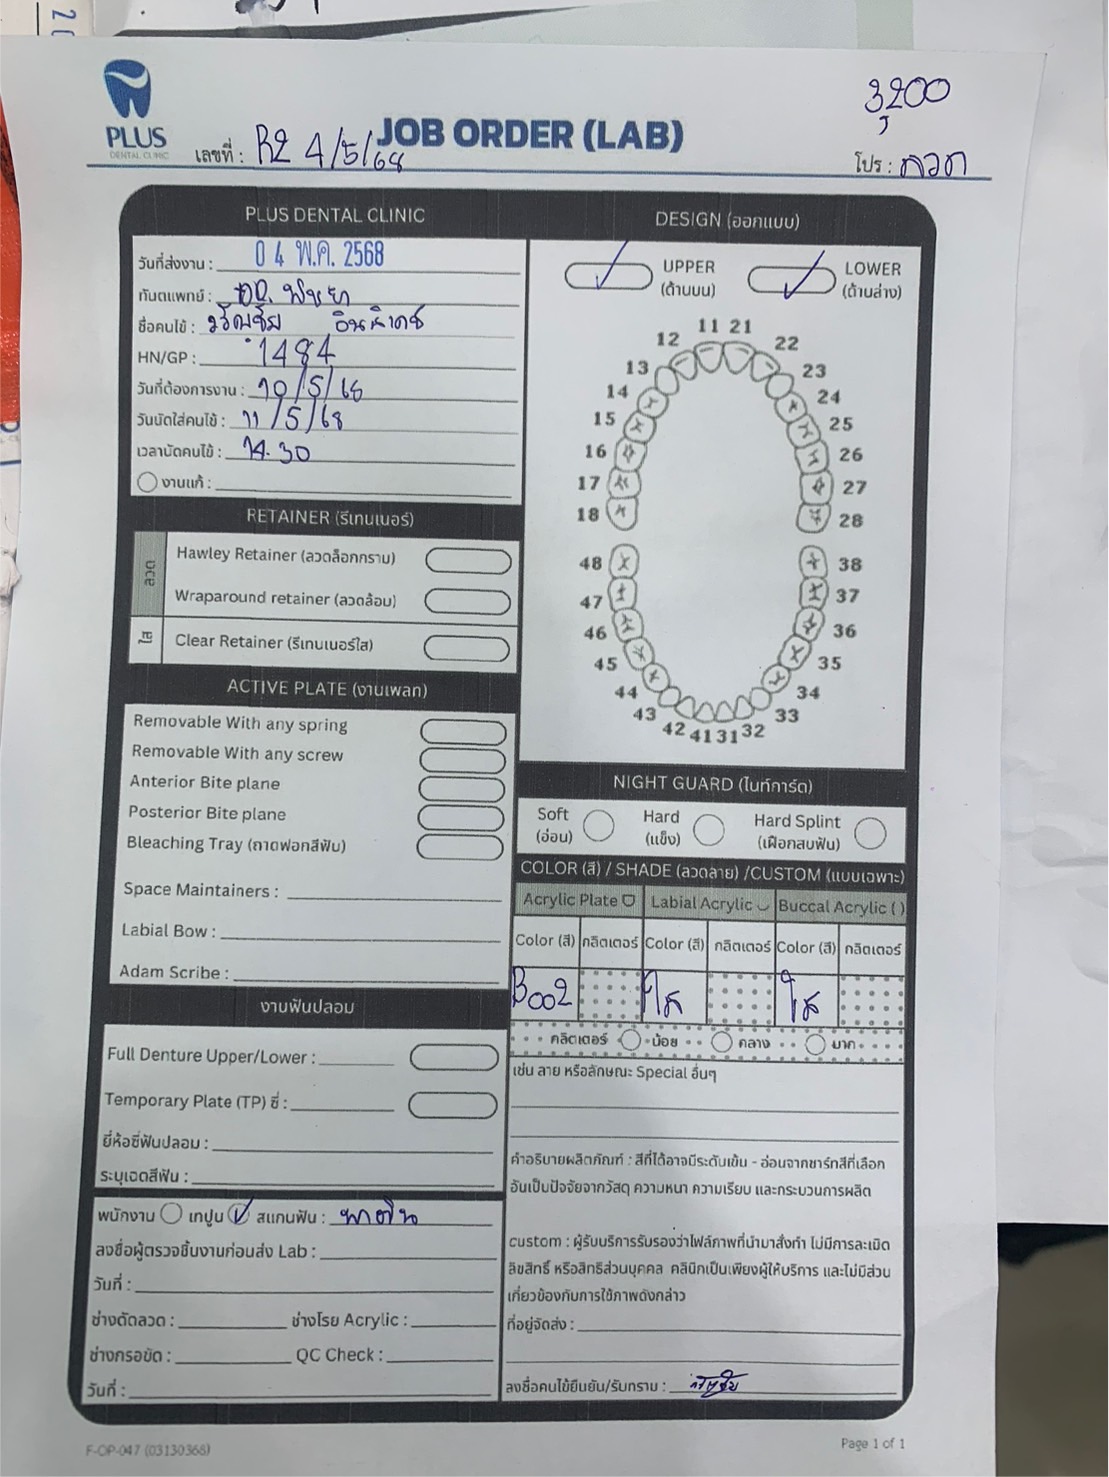 3,200
PLUS
DENTAL CLINIC
JOB ORDER (LAB)
เลขที่ : R2 4/5/68
โปร : ลวด
PLUS DENTAL CLINIC
วันที่ส่งงาน : 04 พ.ค. 2568
ทันตแพทย์ :
ชื่อคนไข้ :
HN/GP : 1484
วันที่ต้องการงาน : 10/5/68
วันนัดใส่คนไข้ : 11/5/68
เวลานัดคนไข้ : 14.30
งานแก้ :
DESIGN (ออกแบบ)
UPPER
(ด้านบน)
LOWER
(ด้านล่าง)
11 21
12 22
13 23
14 24
15 25
16 26
17 27
18 28
48 38
47 37
46 36
45 35
44 34
43 33
42 41 31 32
RETAINER (รีเทนเนอร์)
ลวด
Hawley Retainer (ลวดล็อกกราม)
Wraparound retainer (ลวดล้อม)
ใส
Clear Retainer (รีเทนเนอร์ใส)
ACTIVE PLATE (งานเพลท)
Removable With any spring
Removable With any screw
Anterior Bite plane
Posterior Bite plane
Bleaching Tray (ถาดฟอกสีฟัน)
Space Maintainers :
Labial Bow :
Adam Scribe :
NIGHT GUARD (ไนท์การ์ด)
Soft
(อ่อน)
Hard
(แข็ง)
Hard Splint
(เฝือกสบฟัน)
COLOR (สี) / SHADE (ลวดลาย) /CUSTOM (แบบเฉพาะ)
Acrylic Plate Labial Acrylic Buccal Acrylic ( )
Color (สี) กลิตเตอร์ Color (สี) กลิตเตอร์ Color (สี) กลิตเตอร์
B002 ใส ใส
กลิตเตอร์ น้อย กลาง มาก
เช่น ลาย หรือลักษณะ Special อื่นๆ
งานฟันปลอม
Full Denture Upper/Lower :
Temporary Plate (TP) ซี่ :
ยี่ห้อซี่ฟันปลอม :
ระบุเฉดสีฟัน :
คำอธิบายผลิตภัณฑ์ : สีที่ได้อาจมีระดับเข้ม - อ่อนจากชาร์ทสีที่เลือก
อันเป็นปัจจัยจากวัสดุ ความหนา ความเรียบ และกระบวนการผลิต
พนักงาน เทปูน สแกนฟัน :
ลงชื่อผู้ตรวจชิ้นงานก่อนส่ง Lab :
วันที่ :
ช่างดัดลวด : ช่างโรย Acrylic :
ช่างกรอขัด : QC Check :
วันที่ :
custom : ผู้รับบริการรับรองว่าไฟล์ภาพที่นำมาสั่งทำ ไม่มีการละเมิด
ลิขสิทธิ์ หรือสิทธิส่วนบุคคล คลินิกเป็นเพียงผู้ให้บริการ และไม่มีส่วน
เกี่ยวข้องกับการใช้ภาพดังกล่าว
ที่อยู่จัดส่ง :
ลงชื่อคนไข้ยืนยัน/รับทราบ :
F-OP-047 (03130368)
Page 1 of 1